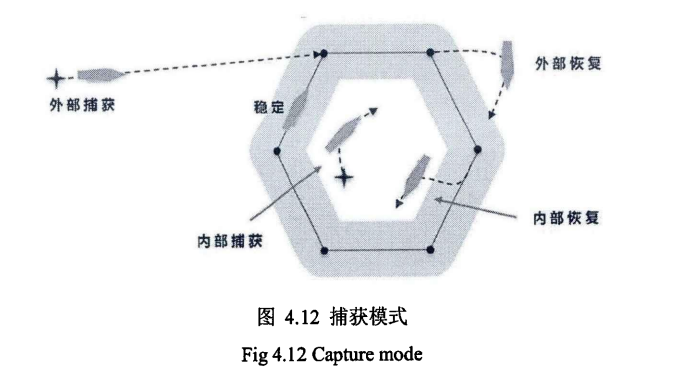 外部恢复
外部捕获
稳定
内部捕获
内部恢复
图 4.12 捕获模式
Fig 4.12 Capture mode